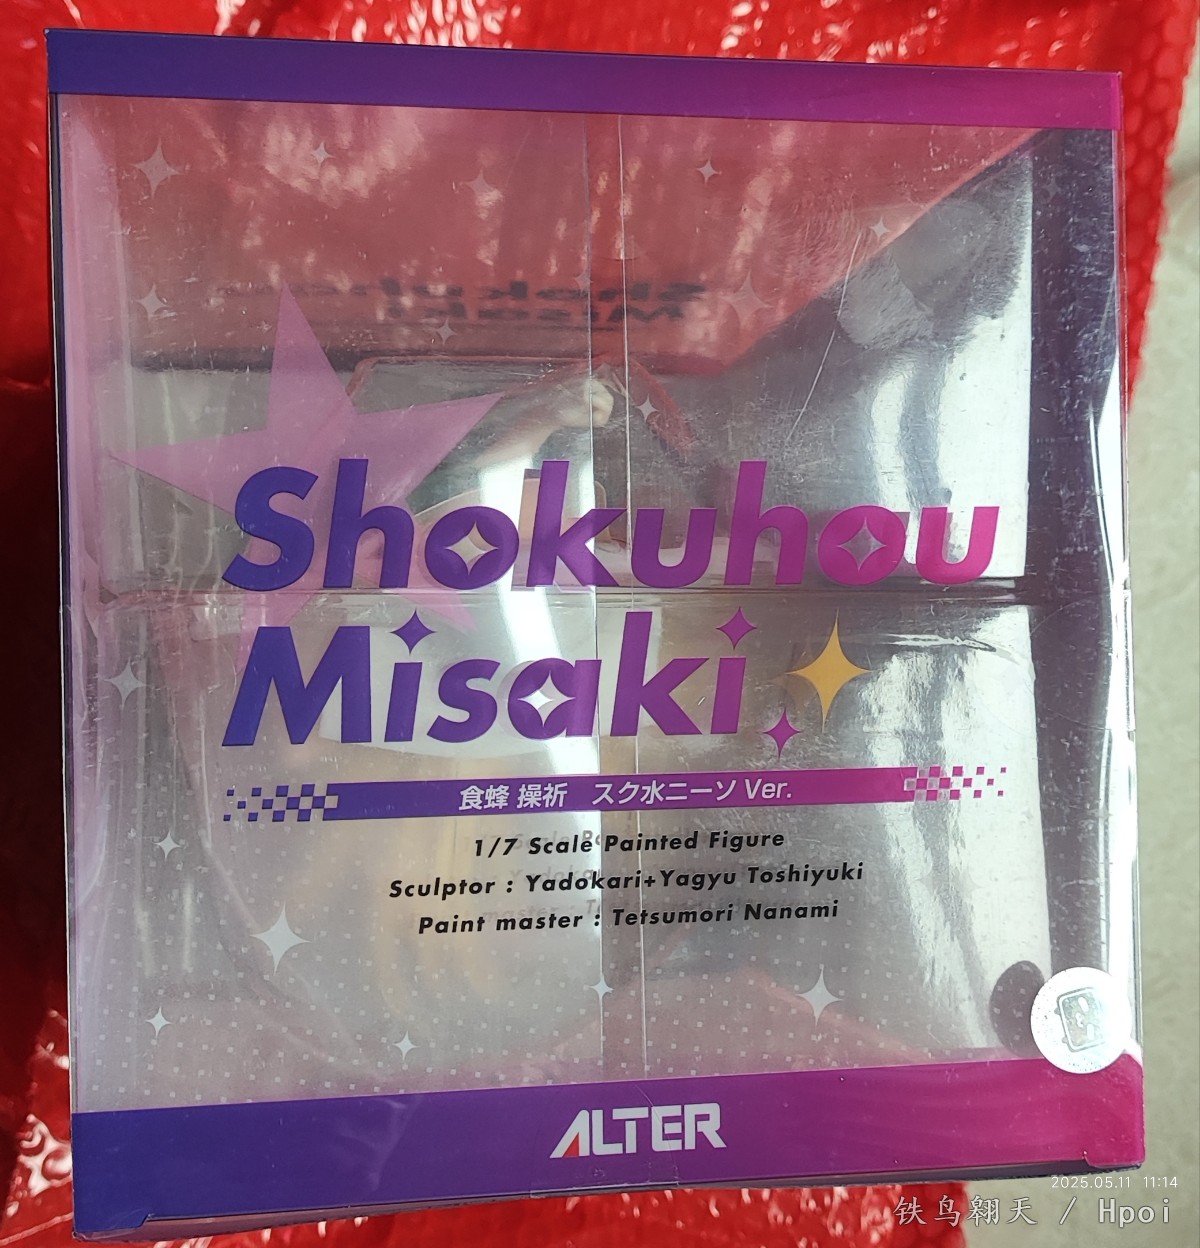 Shokuhou
Misaki
食蜂 操祈　スク水ニーソ Ver.
1/7 Scale Painted Figure
Sculptor : Yadokari+Yagyu Toshiyuki
Paint master : Tetsumori Nanami
ALTER
2025.05.11 11:14
铁鸟翱天 / Hpoi